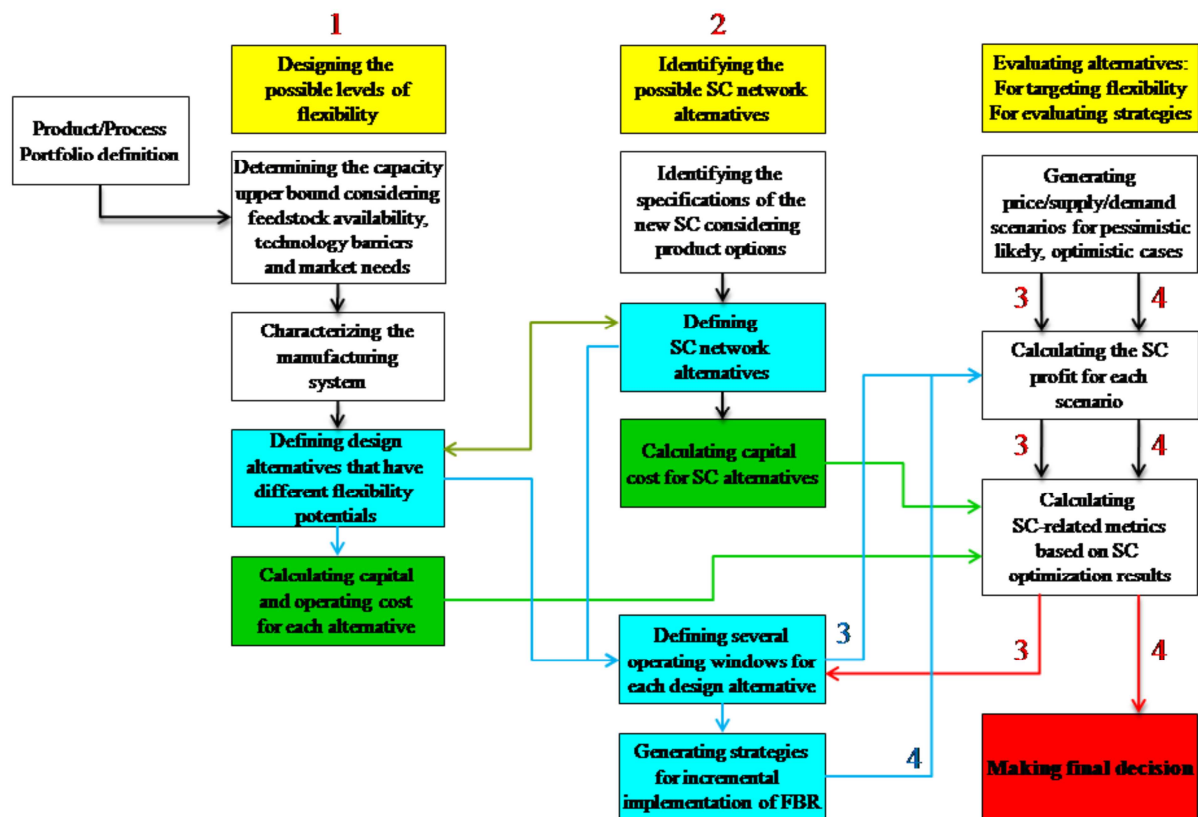 1
2
Designing the
possible levels of
flexibility
Identifying the
possible SC network
alternatives
Evaluating alternatives:
For targeting flexibility
For evaluating strategies
Product/Process
Portfolio definition
Determining the capacity
upper bound considering
feedstock availability,
technology barriers
and market needs
Identifying the
specifications of the
new SC considering
product options
Generating
price/supply/demand
scenarios for pessimistic
likely, optimistic cases
3
4
Characterizing the
manufacturing
system
Defining
SC network
alternatives
Calculating the SC
profit for each
scenario
3
4
Defining design
alternatives that have
different flexibility
potentials
Calculating capital
cost for SC alternatives
Calculating
SC-related metrics
based on SC
optimization results
Calculating capital
and operating cost
for each alternative
Defining several
operating windows for
each design alternative
3
3
4
Generating strategies
for incremental
implementation of FBR
4
Making final decision